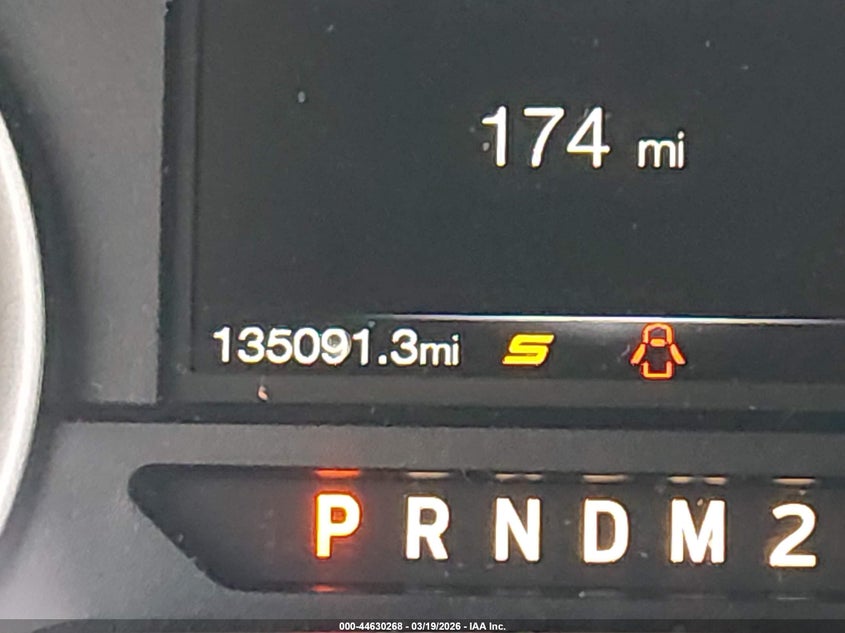 174 mi
135091.3mi S
P R N D M 2
000-44630268 - 03/19/2026 - IAA Inc.